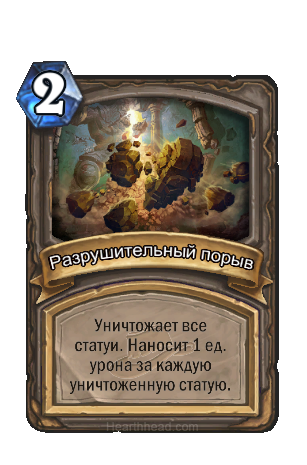 2
Разрушительный порыв
Уничтожает все
статуи. Наносит 1 ед.
урона за каждую
уничтоженную статую.
Hearthhead.com